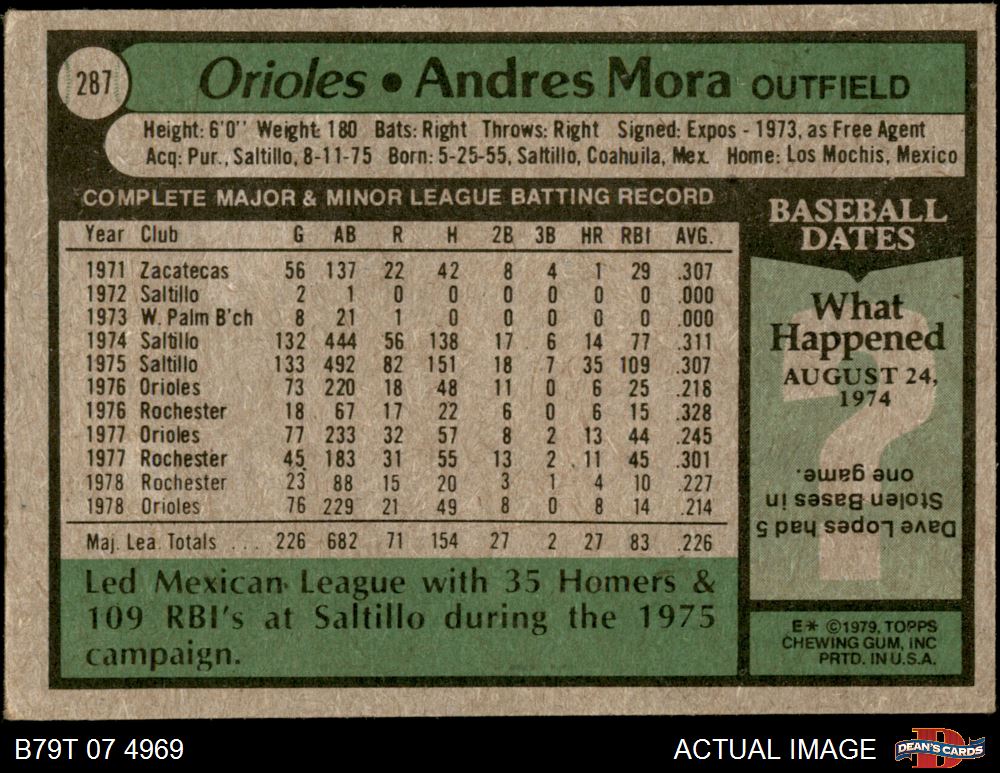 287
Orioles • Andres Mora OUTFIELD
Height: 6'0" Weight: 180 Bats: Right Throws: Right Signed: Expos - 1973, as Free Agent
Acq: Pur., Saltillo, 8-11-75 Born: 5-25-55, Saltillo, Coahuila, Mex. Home: Los Mochis, Mexico
COMPLETE MAJOR & MINOR LEAGUE BATTING RECORD
Year Club G AB R H 2B 3B HR RBI AVG.
1971 Zacatecas 56 137 22 42 8 4 1 29 .307
1972 Saltillo 2 1 0 0 0 0 0 0 .000
1973 W. Palm B'ch 8 21 1 0 0 0 0 0 .000
1974 Saltillo 132 444 56 138 17 6 14 77 .311
1975 Saltillo 133 492 82 151 18 7 35 109 .307
1976 Orioles 73 220 18 48 11 0 6 25 .218
1976 Rochester 18 67 17 22 6 0 6 15 .328
1977 Orioles 77 233 32 57 8 2 13 44 .245
1977 Rochester 45 183 31 55 13 2 11 45 .301
1978 Rochester 23 88 15 20 3 1 4 10 .227
1978 Orioles 76 229 21 49 8 0 8 14 .214
Maj. Lea. Totals ... 226 682 71 154 27 2 27 83 .226
Led Mexican League with 35 Homers &
109 RBI's at Saltillo during the 1975
campaign.
BASEBALL
DATES
What
Happened
AUGUST 24,
1974
?
Dave Lopes had 5
Stolen Bases in
one game.
E* ©1979, TOPPS
CHEWING GUM, INC
PRTD. IN U.S.A.
B79T 07 4969
ACTUAL IMAGE
D
DEAN'S CARDS